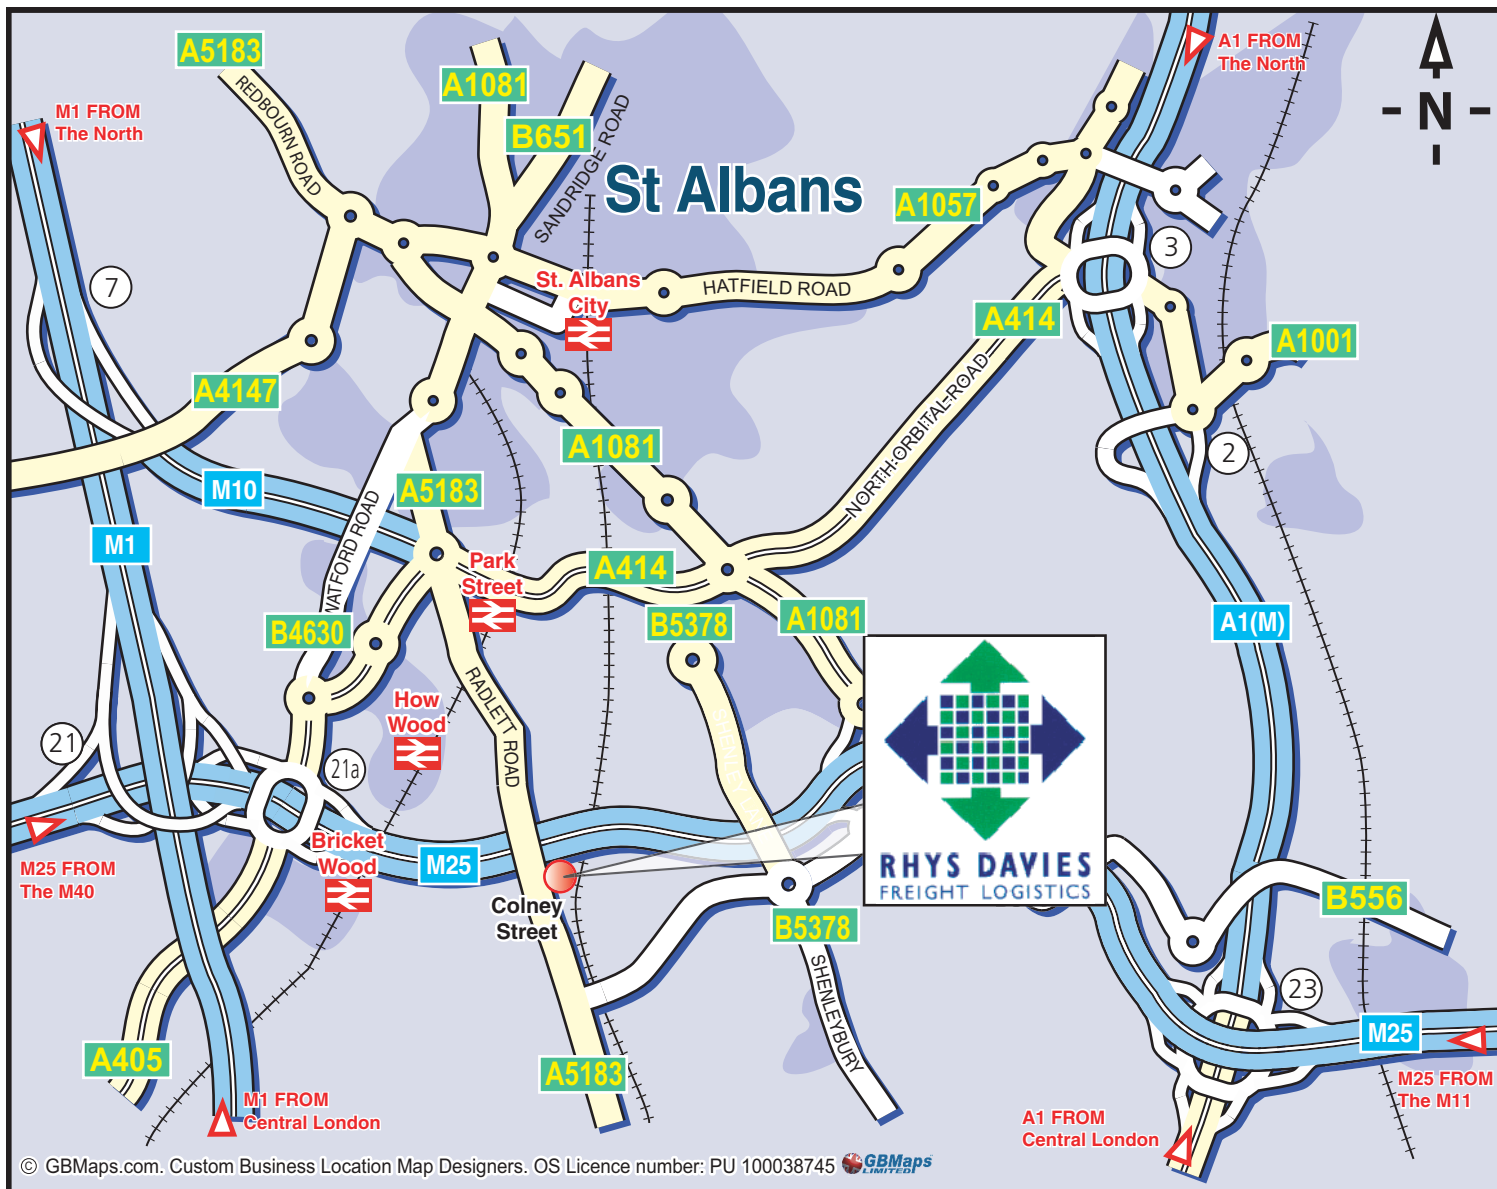 A5183
A1081
A1 FROM
The North
N
M1 FROM
The North
REDBOURN ROAD
B651
SANDRIDGE ROAD
St Albans
A1057
3
7
St. Albans
City
HATFIELD ROAD
A414
A1001
A4147
A1081
NORTH ORBITAL ROAD
2
M10
A5183
WATFORD ROAD
M1
Park
Street
A414
B4630
B5378
A1081
A1(M)
RADLETT ROAD
How
Wood
21
21a
M25 FROM
The M40
Bricket
Wood
M25
RHYS DAVIES
FREIGHT LOGISTICS
Colney
Street
B5378
B556
SHENLEYBURY
23
M25
A405
A5183
M25 FROM
The M11
M1 FROM
Central London
A1 FROM
Central London
© GBMaps.com. Custom Business Location Map Designers. OS Licence number: PU 100038745
GBMaps
LIMITED